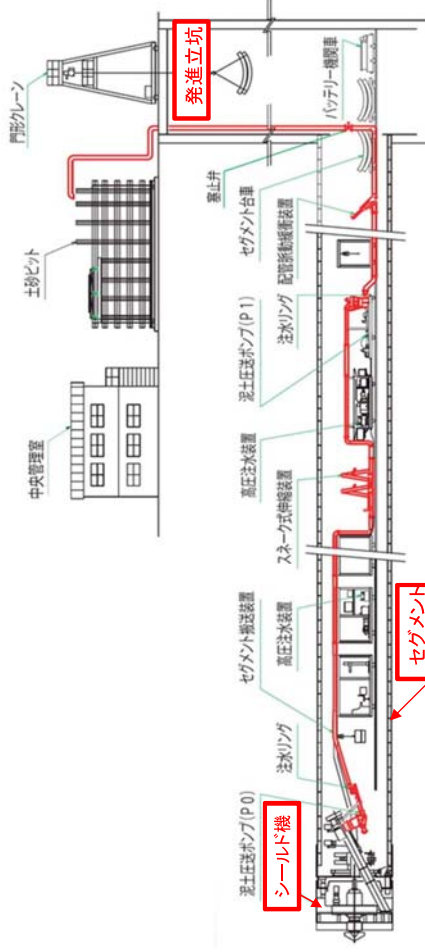 門形クレーン
発進立坑
土砂ピット
中央管理室
バッテリー機関車
塞止弁
セグメント台車
配管脈動緩衝装置
注水リング
泥土圧送ポンプ(P1)
高圧注水装置
スネーク式伸縮装置
高圧注水装置
セグメント搬送装置
注水リング
泥土圧送ポンプ(P0)
シールド機
セグメント